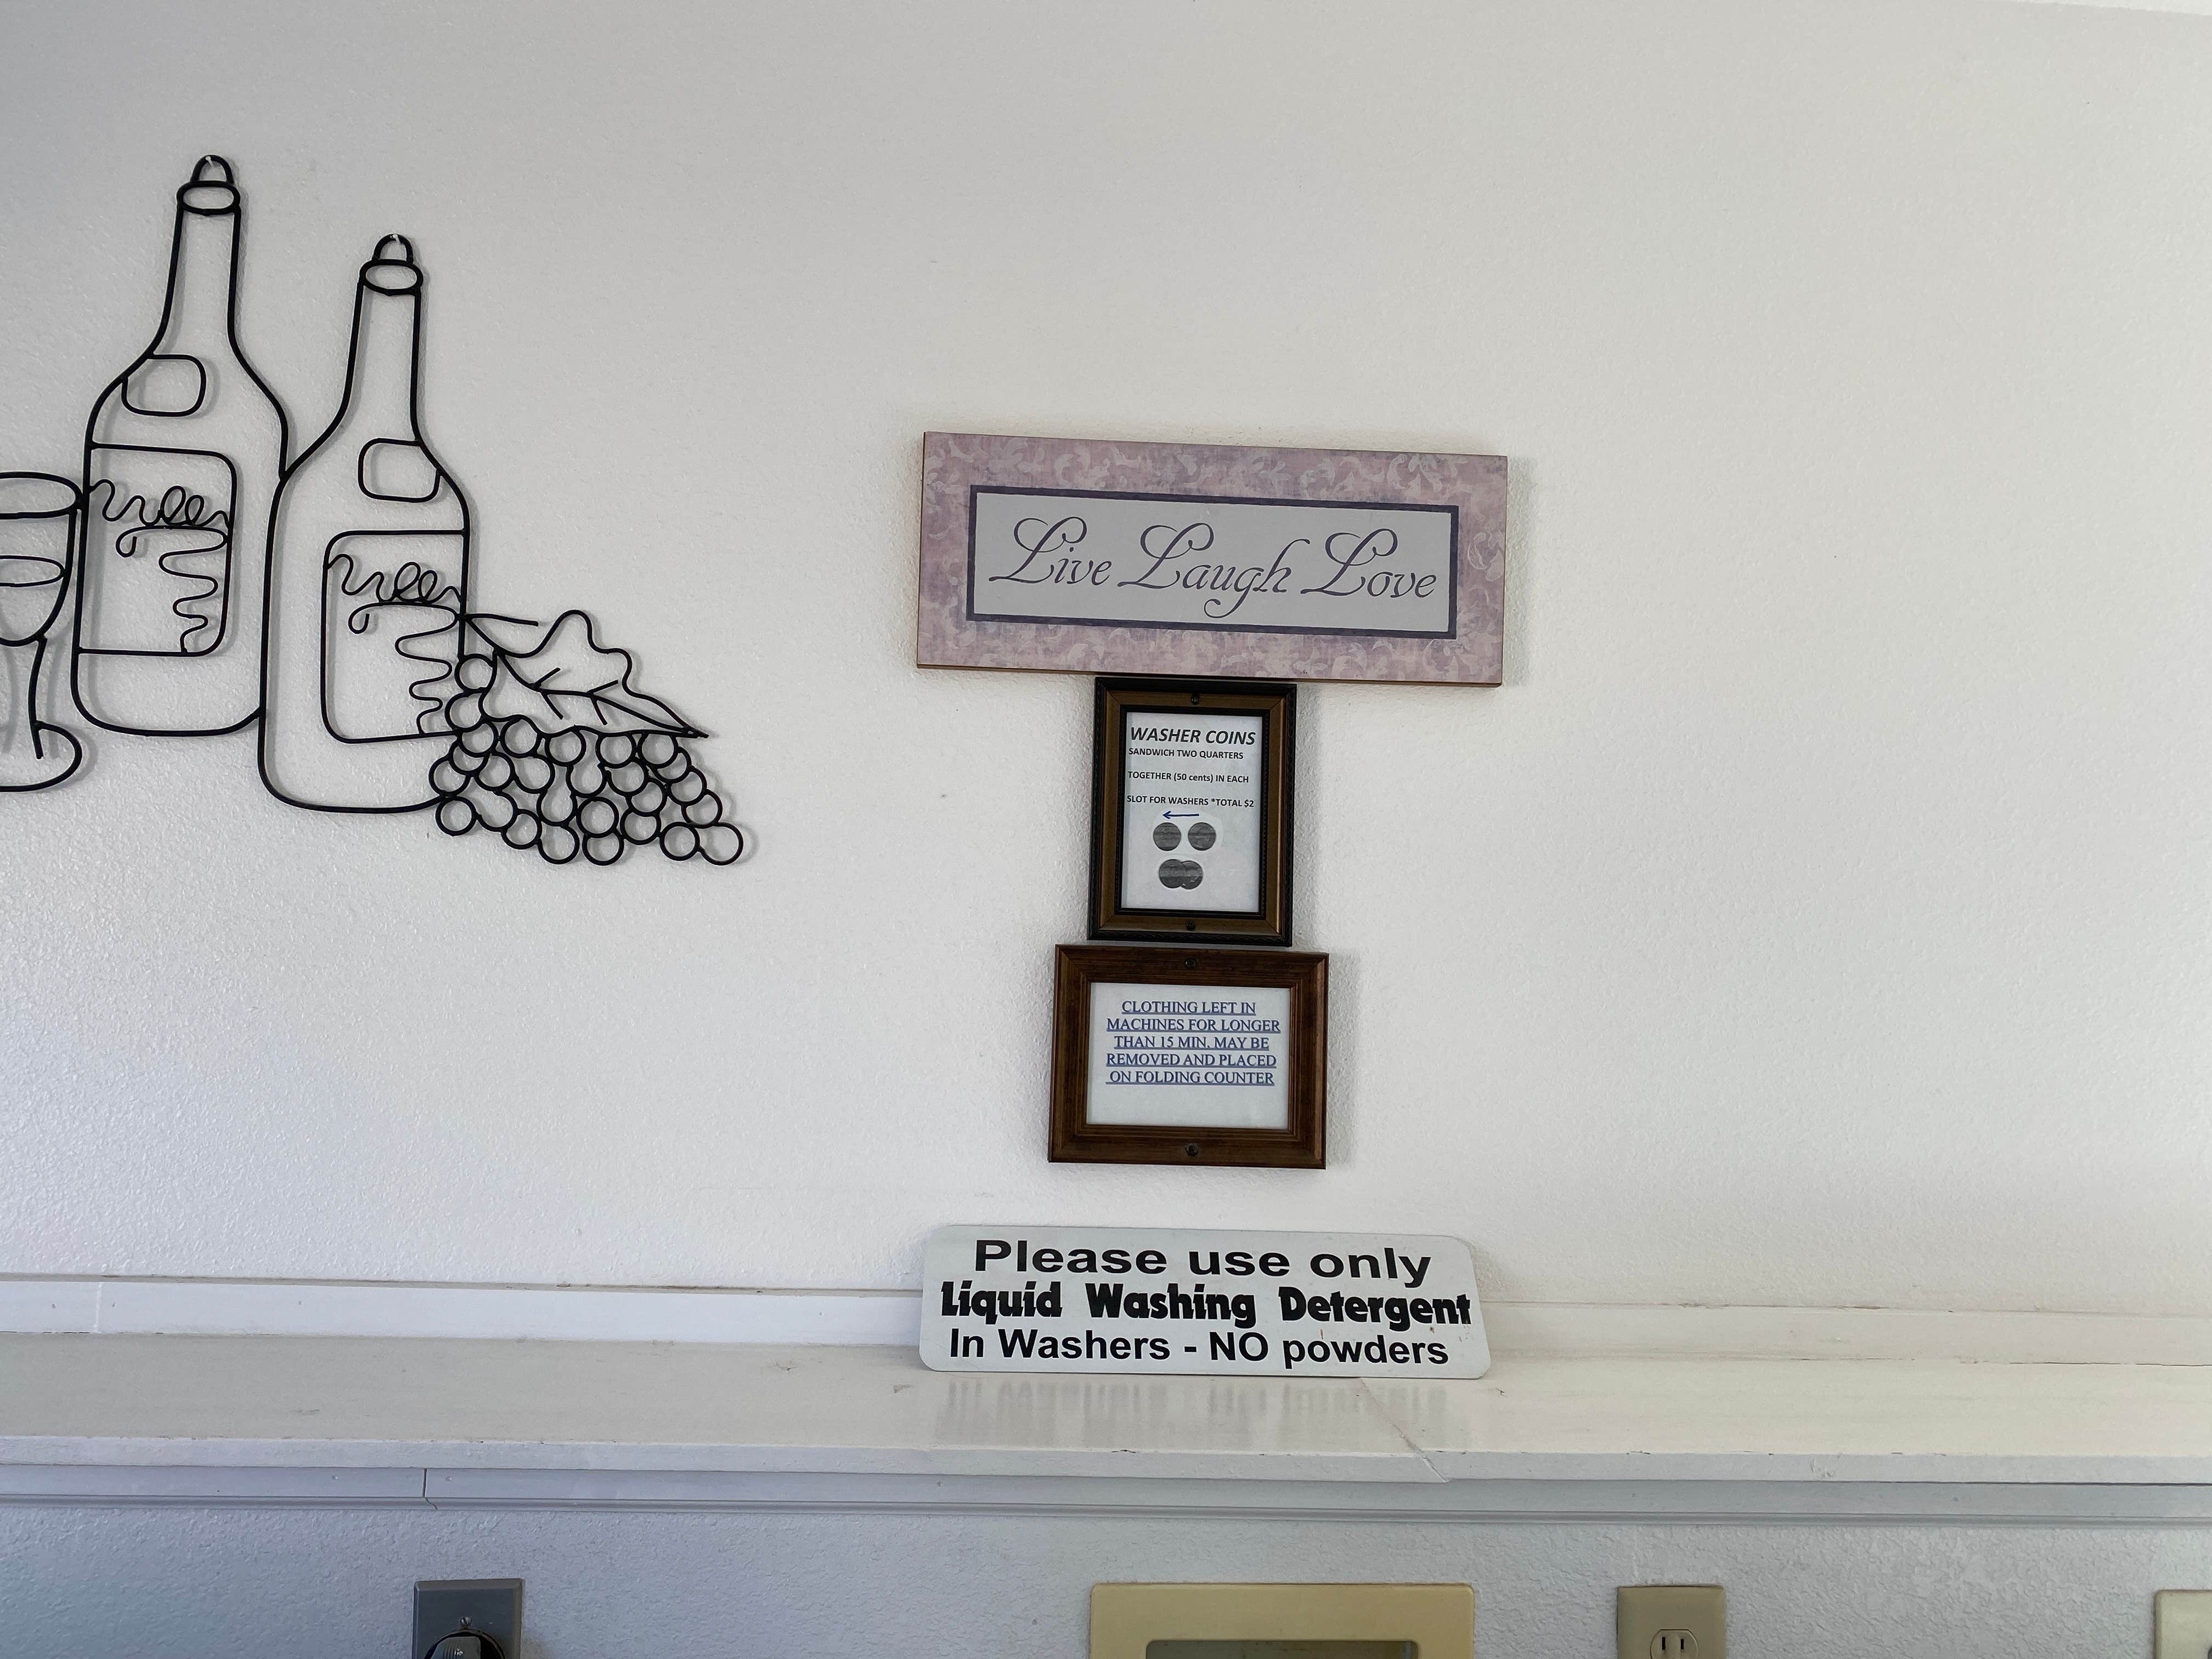 Live Laugh Love
WASHER COINS
SANDWICH TWO QUARTERS
TOGETHER (50 cents) IN EACH
SLOT FOR WASHERS *TOTAL $2
CLOTHING LEFT IN
MACHINES FOR LONGER
THAN 15 MIN. MAY BE
REMOVED AND PLACED
ON FOLDING COUNTER
Please use only
Liquid Washing Detergent
In Washers - NO powders